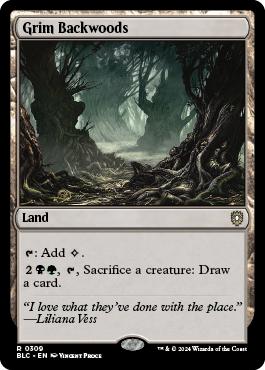 Grim Backwoods
Land
: Add .
2, , Sacrifice a creature: Draw
a card.
“I love what they’ve done with the place.”
—Liliana Vess
R 0309
BLC • EN Vincent Proce
™ & © 2024 Wizards of the Coast